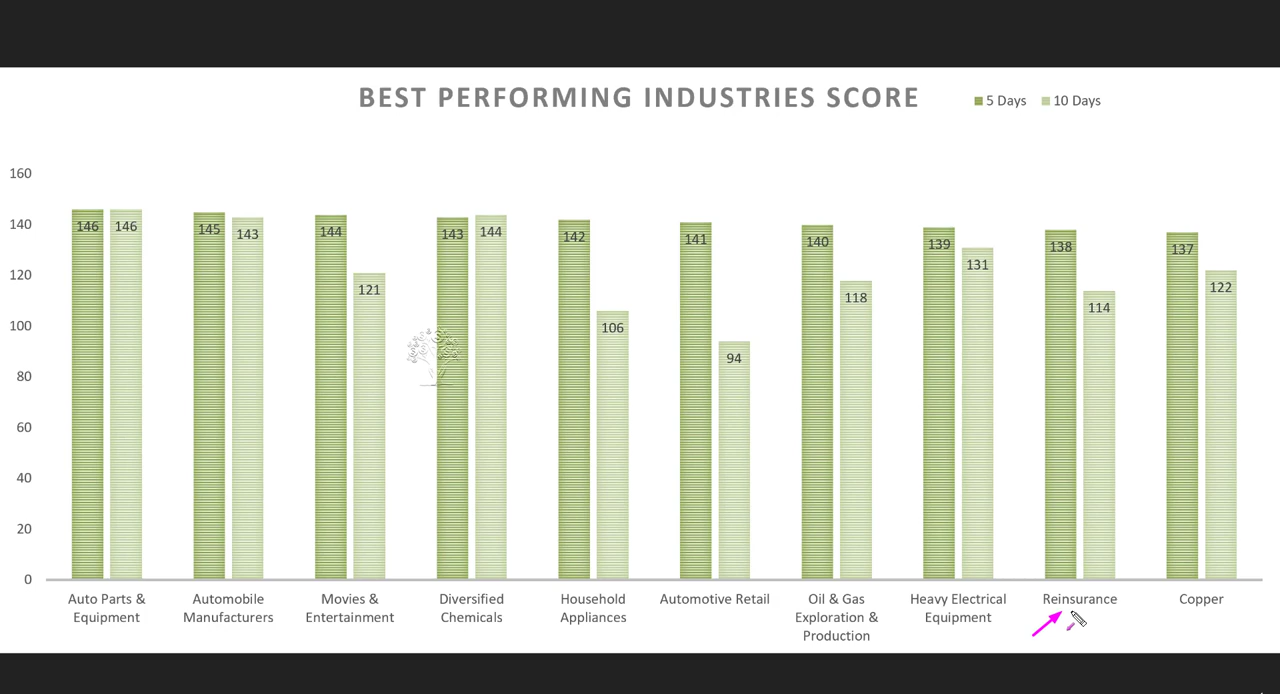 BEST PERFORMING INDUSTRIES SCORE
5 Days 10 Days
160
140
120
100
80
60
40
20
0
146 146
145 143
144 121
143 144
142 106
141 94
140 118
139 131
138 114
137 122
Auto Parts &
Equipment
Automobile
Manufacturers
Movies &
Entertainment
Diversified
Chemicals
Household
Appliances
Automotive Retail
Oil & Gas
Exploration &
Production
Heavy Electrical
Equipment
Reinsurance
Copper